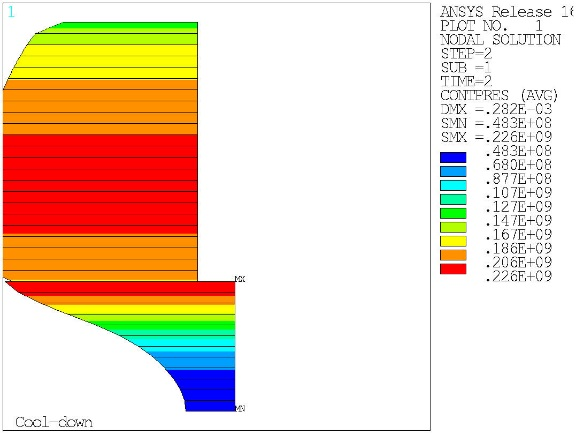 1
ANSYS Release 16
PLOT NO. 1
NODAL SOLUTION
STEP=2
SUB =1
TIME=2
CONTPRES (AVG)
DMX =.282E-03
SMN =.483E+08
SMX =.226E+09
.483E+08
.680E+08
.877E+08
.107E+09
.127E+09
.147E+09
.167E+09
.186E+09
.206E+09
.226E+09
MX
MN
Cool-down